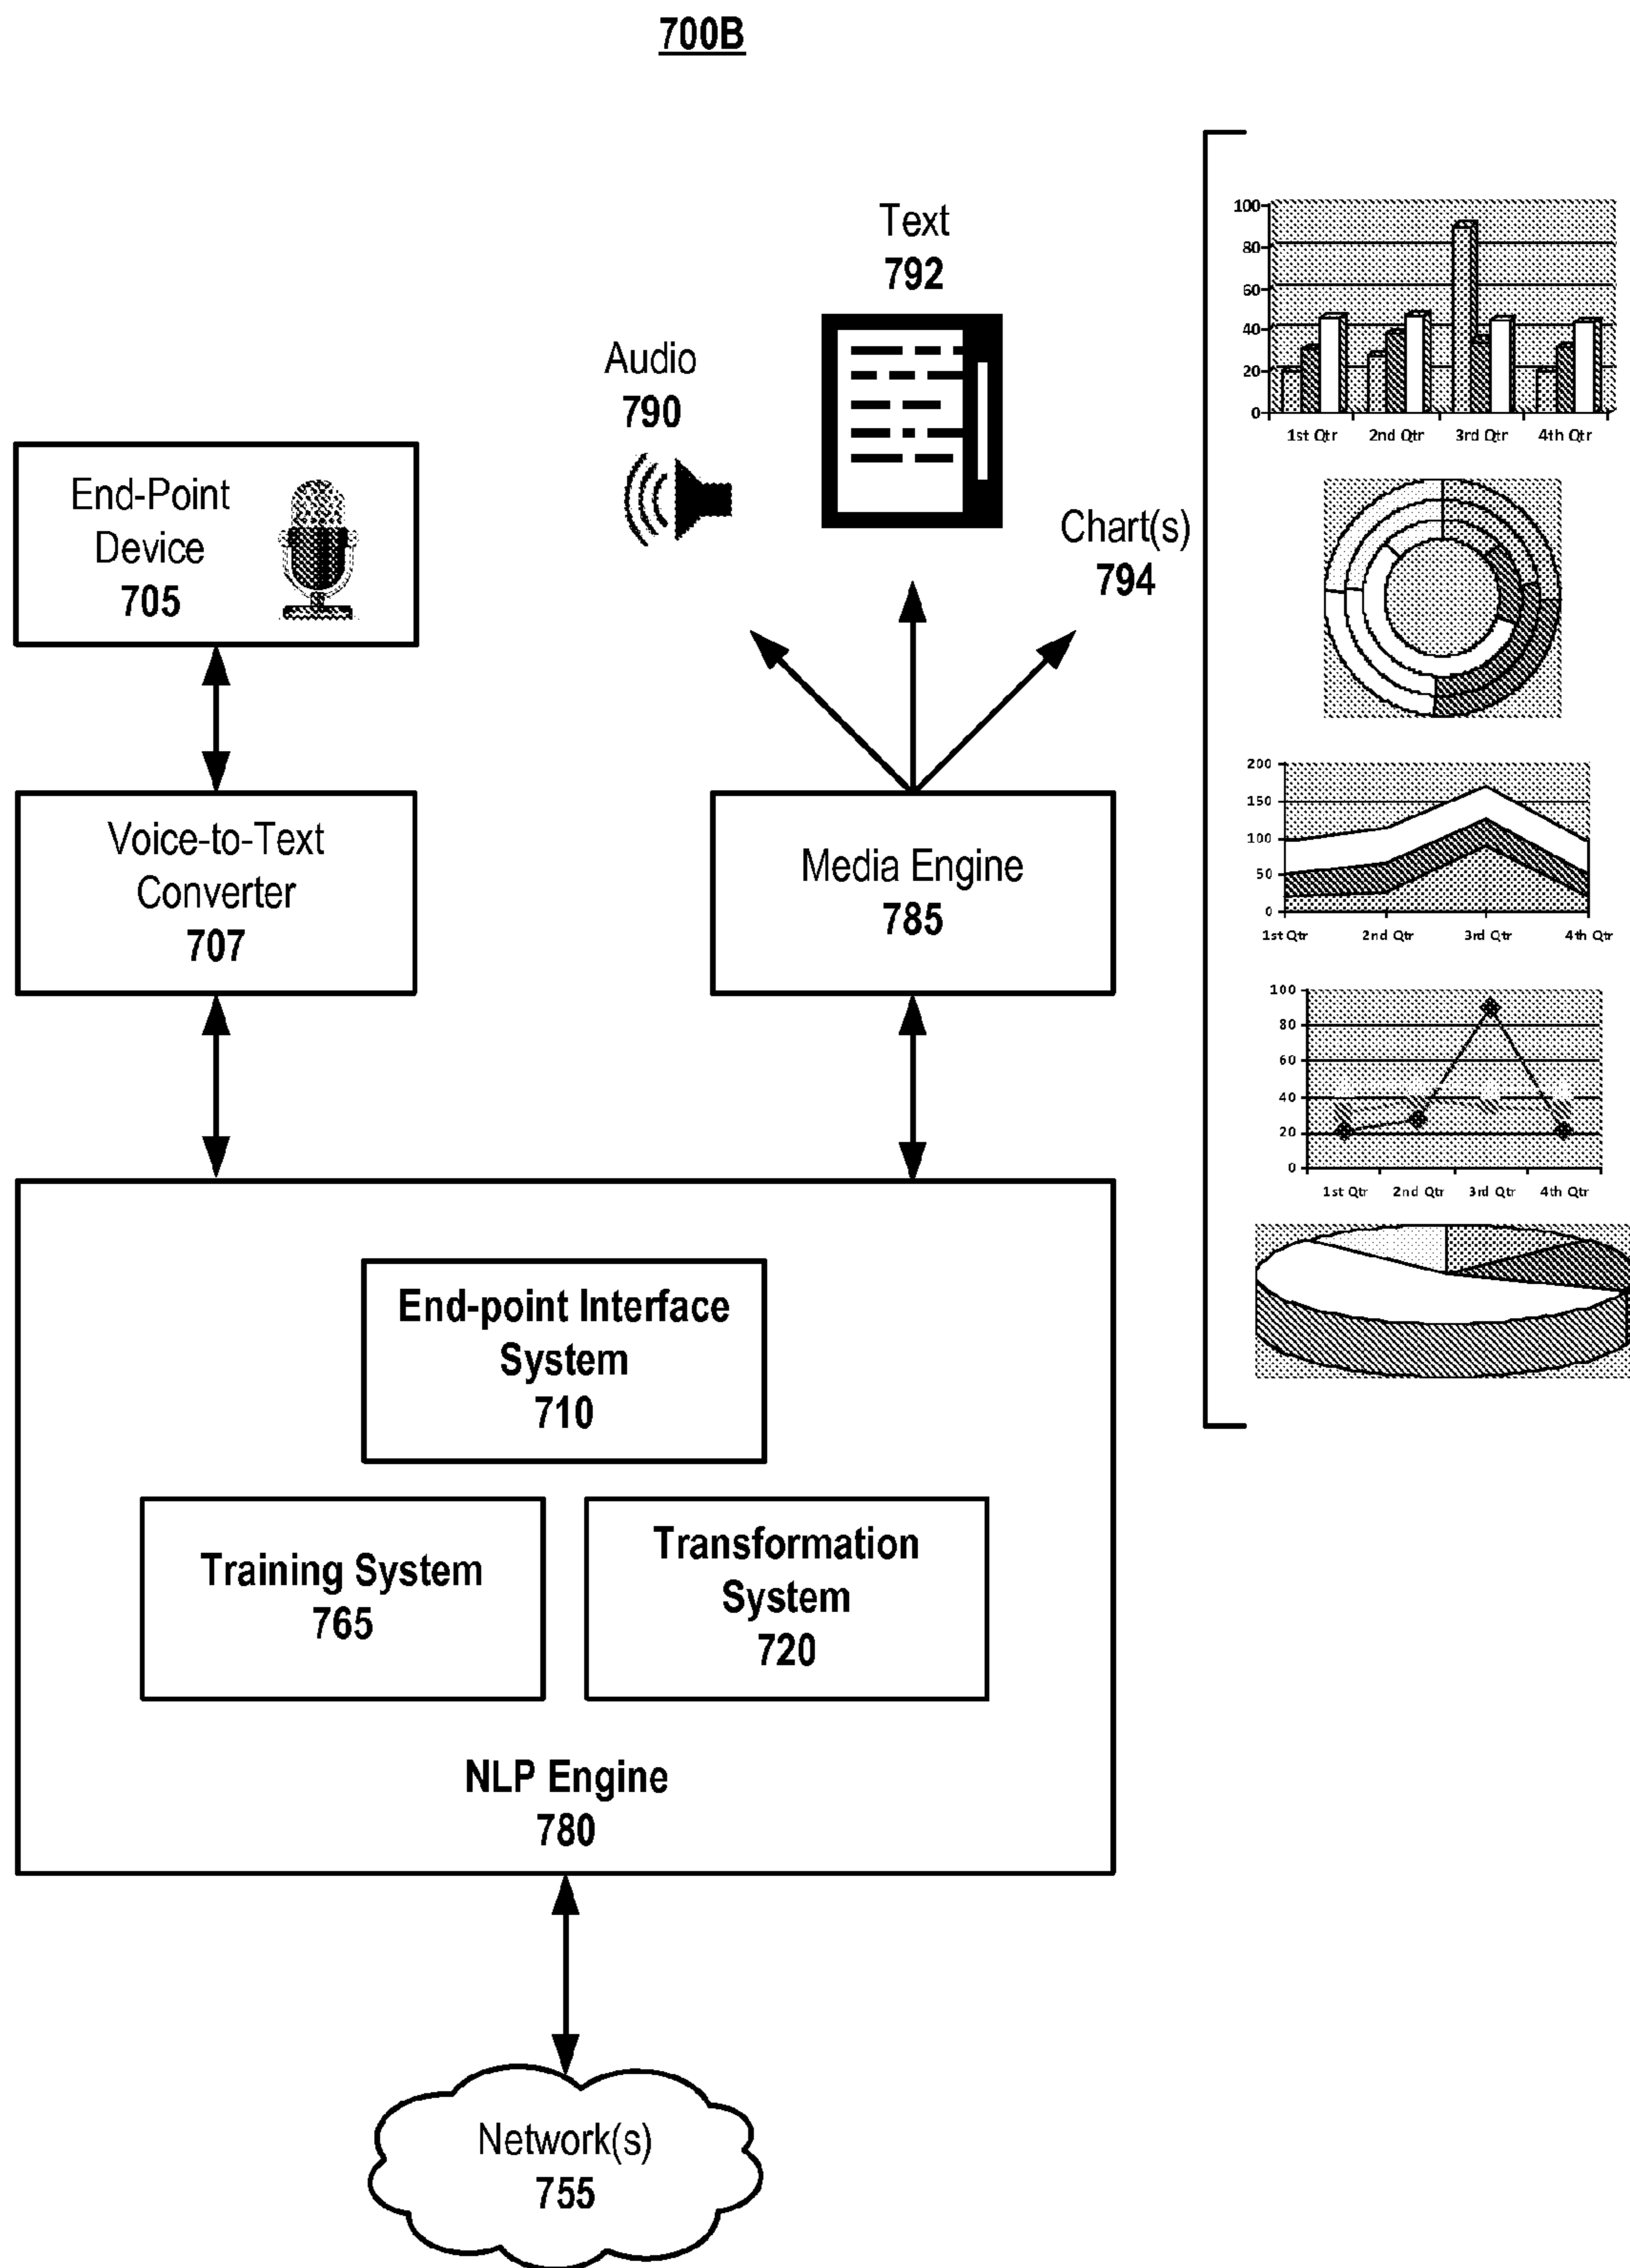 700B
Text
792
Audio
790
Chart(s)
794
End-Point
Device
705
Voice-to-Text
Converter
707
Media Engine
785
End-point Interface
System
710
Training System
765
Transformation
System
720
NLP Engine
780
Network(s)
755
100
80
60
40
20
0
1st Qtr 2nd Qtr 3rd Qtr 4th Qtr
200
150
100
50
0
1st Qtr 2nd Qtr 3rd Qtr 4th Qtr
100
80
60
40
20
0
1st Qtr 2nd Qtr 3rd Qtr 4th Qtr